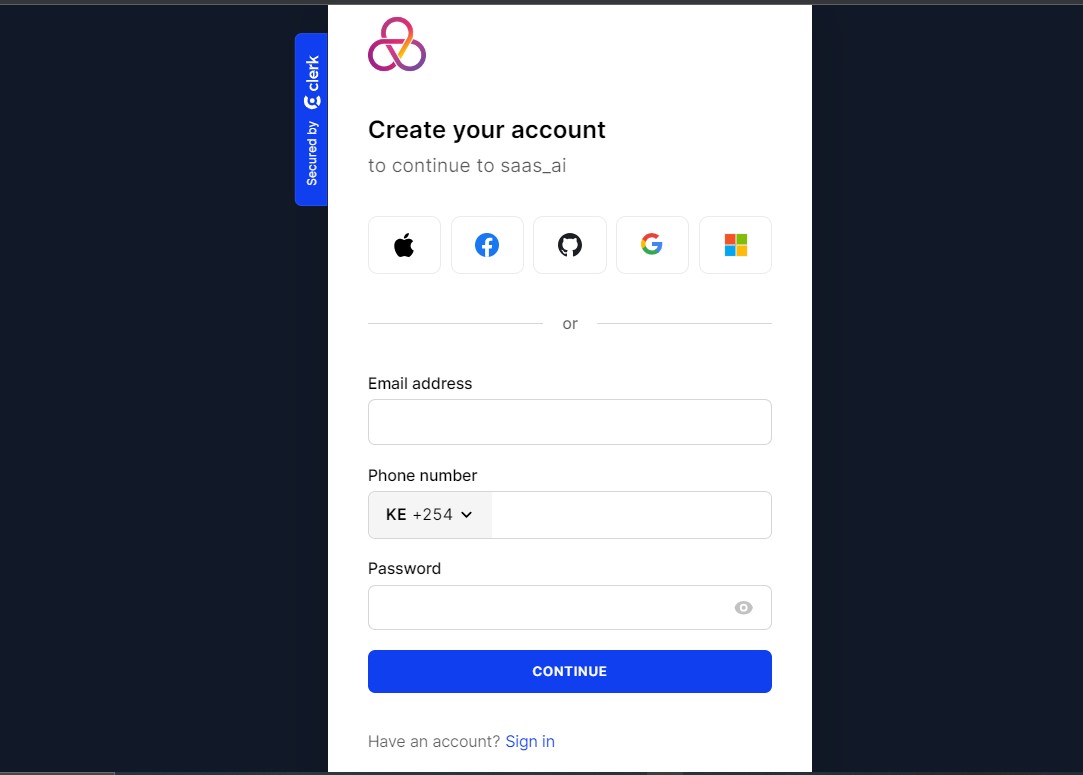 Secured by clerk
Create your account
to continue to saas_ai
or
Email address
Phone number
KE +254
Password
CONTINUE
Have an account? Sign in